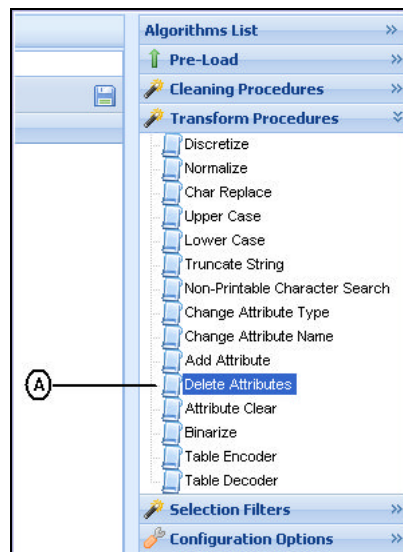 Algorithms List
Pre-Load
Cleaning Procedures
Transform Procedures
Discretize
Normalize
Char Replace
Upper Case
Lower Case
Truncate String
Non-Printable Character Search
Change Attribute Type
Change Attribute Name
Add Attribute
A
Delete Attributes
Attribute Clear
Binarize
Table Encoder
Table Decoder
Selection Filters
Configuration Options